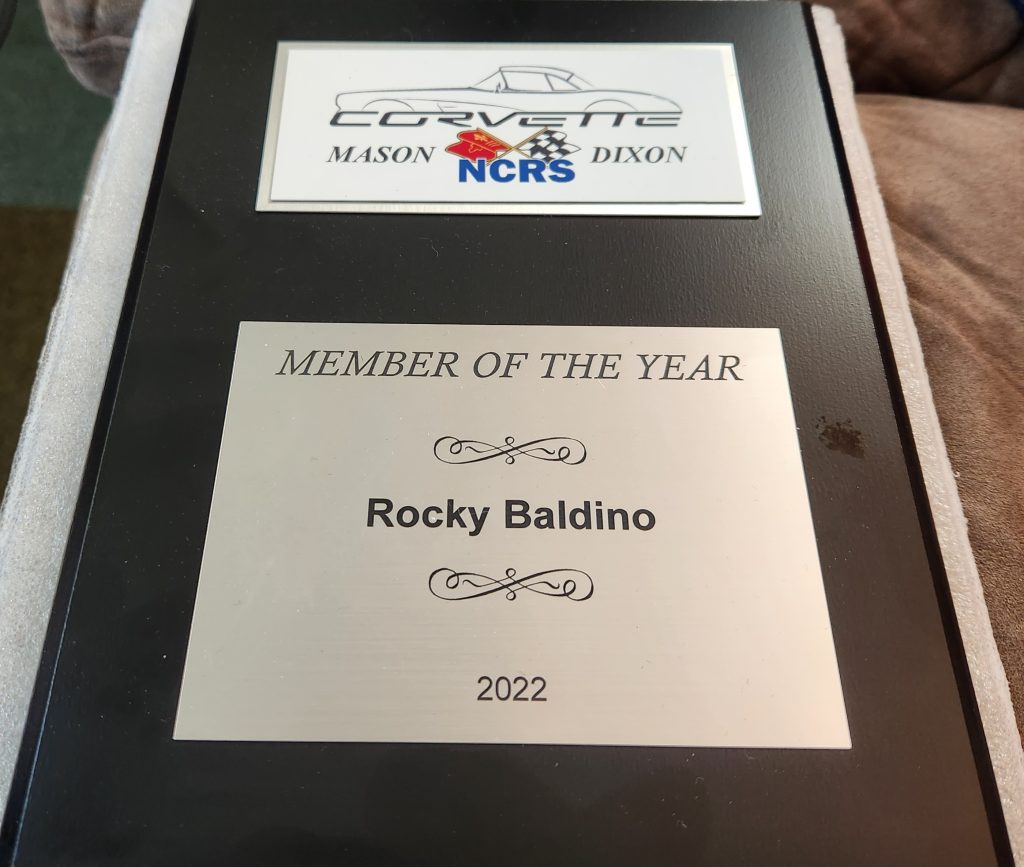 CORVETTE
MASON DIXON
NCRS
MEMBER OF THE YEAR
Rocky Baldino
2022